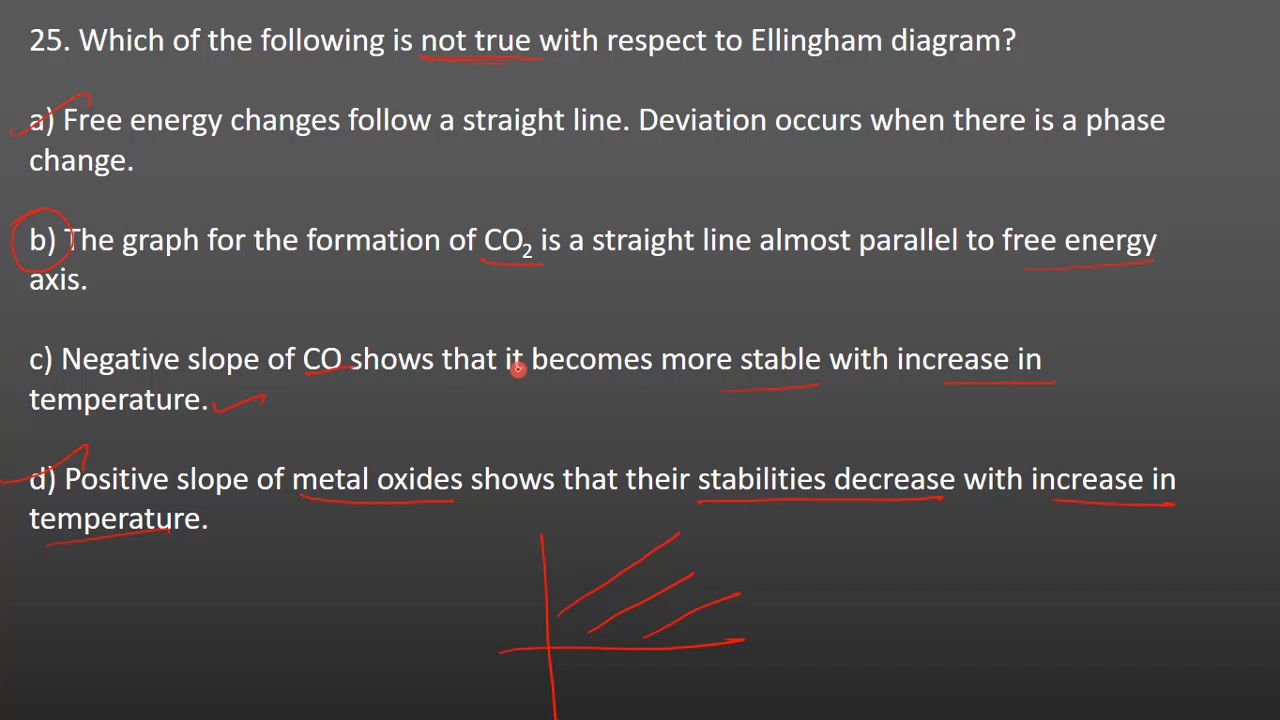 25. Which of the following is not true with respect to Ellingham diagram?
a) Free energy changes follow a straight line. Deviation occurs when there is a phase
change.
b) The graph for the formation of CO₂ is a straight line almost parallel to free energy
axis.
c) Negative slope of CO shows that it becomes more stable with increase in
temperature.
d) Positive slope of metal oxides shows that their stabilities decrease with increase in
temperature.